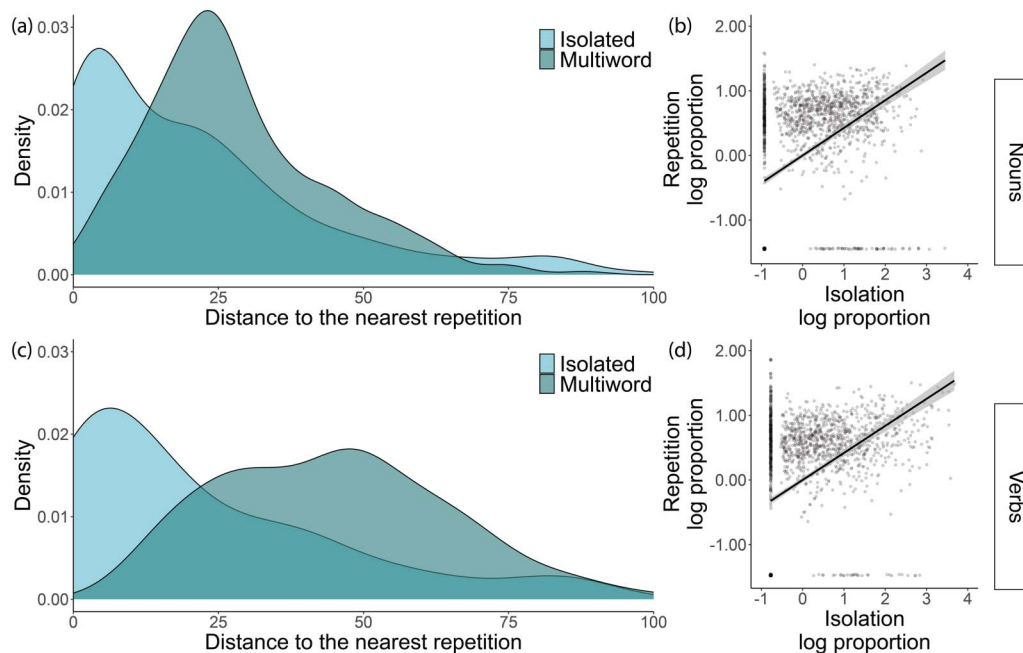 (a)
0.03
0.02
0.01
0.00
Density
Isolated
Multiword
0
25
50
75
100
Distance to the nearest repetition
(b)
2.00
1.00
0.00
-1.00
Repetition
log proportion
-1
0
1
2
3
4
Isolation
log proportion
Nouns
(c)
0.03
0.02
0.01
0.00
Density
Isolated
Multiword
0
25
50
75
100
Distance to the nearest repetition
(d)
2.00
1.00
0.00
-1.00
Repetition
log proportion
-1
0
1
2
3
4
Isolation
log proportion
Verbs